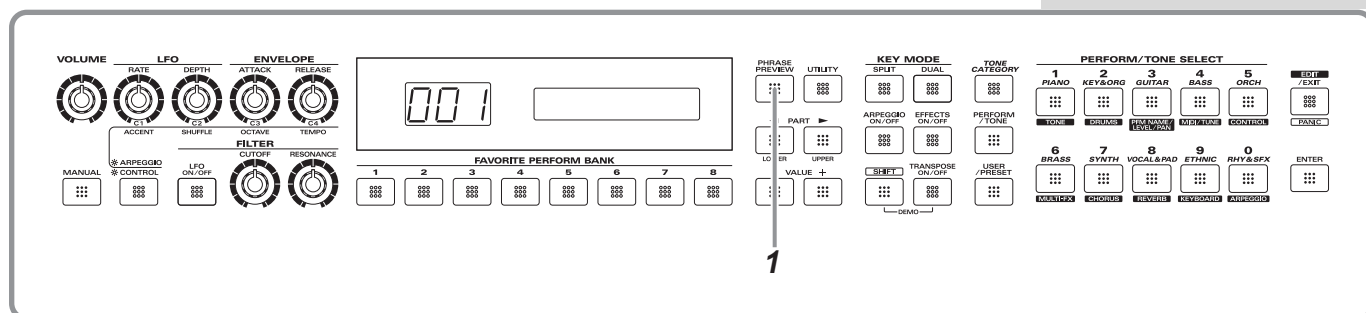 VOLUME
LFO
RATE DEPTH
ENVELOPE
ATTACK RELEASE
C1 C2 C3 C4
ACCENT SHUFFLE OCTAVE TEMPO
FILTER
CUTOFF RESONANCE
MANUAL
ARPEGGIO
CONTROL
LFO
ON/OFF
001
FAVORITE PERFORM BANK
1 2 3 4 5 6 7 8
PHRASE
PREVIEW
UTILITY
PART
LOWER UPPER
VALUE +
KEY MODE
SPLIT DUAL
ARPEGGIO
ON/OFF
EFFECTS
ON/OFF
SHIFT
TRANSPOSE
ON/OFF
DEMO
TONE
CATEGORY
PERFORM
/TONE
USER
/PRESET
PERFORM/TONE SELECT
1 2 3 4 5
PIANO KEY&ORG GUITAR BASS ORCH
TONE DRUMS PFM NAME/
LEVEL/PAN MIDI/TUNE CONTROL
6 7 8 9 0
BRASS SYNTH VOCAL&PAD ETHNIC RHY&SFX
MULTI-FX CHORUS REVERB KEYBOARD ARPEGGIO
EDIT
/EXIT
PANIC
ENTER
1